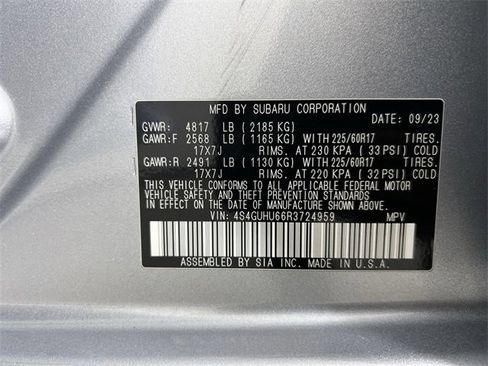 MFD BY SUBARU CORPORATION
DATE: 09/23
GVWR: 4817 LB (2185 KG)
GAWR:F 2568 LB (1165 KG) WITH 225/60R17 TIRES.
17X7J RIMS. AT 230 KPA (33 PSI) COLD
GAWR:R 2491 LB (1130 KG) WITH 225/60R17 TIRES.
17X7J RIMS. AT 220 KPA (32 PSI) COLD
THIS VEHICLE CONFORMS TO ALL APPLICABLE FEDERAL MOTOR
VEHICLE SAFETY AND THEFT PREVENTION STANDARDS
IN EFFECT ON THE DATE OF MANUFACTURE SHOWN ABOVE.
VIN: 4S4GUHU66R3724959 MPV
ASSEMBLED BY SIA INC. MADE IN U.S.A.